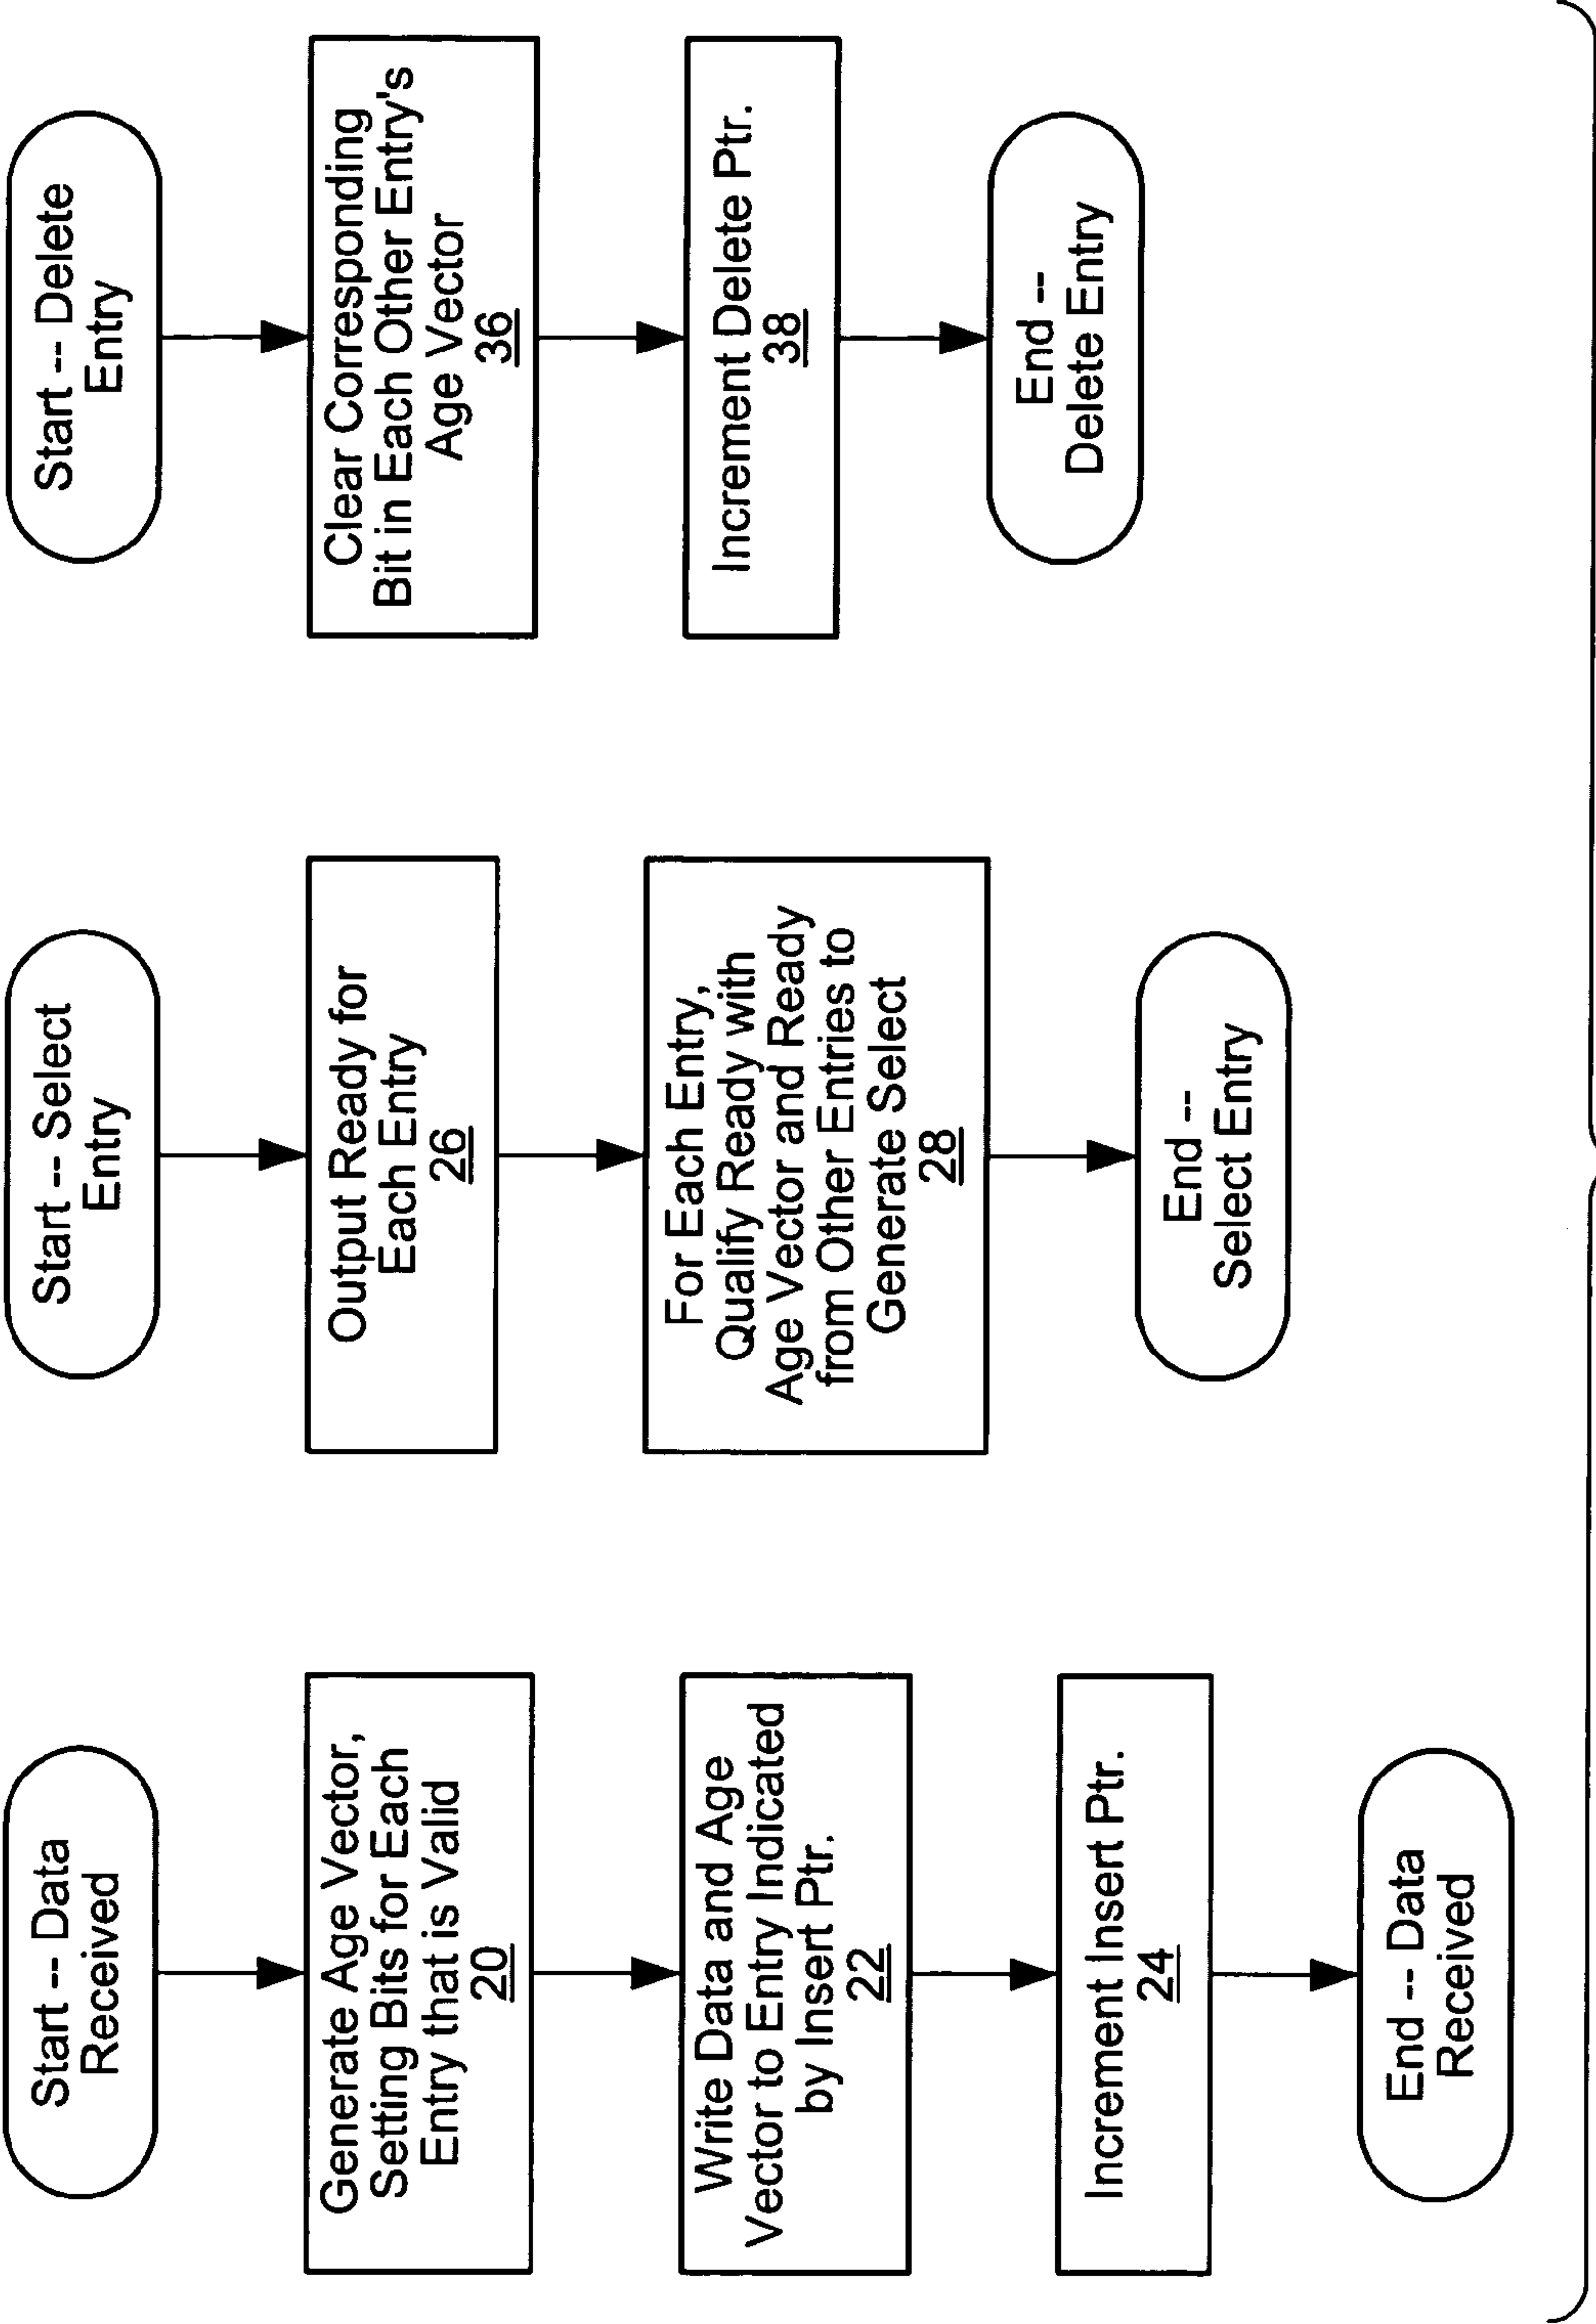 Start -- Data
Received
Generate Age Vector,
Setting Bits for Each
Entry that is Valid
20
Write Data and Age
Vector to Entry Indicated
by Insert Ptr.
22
Increment Insert Ptr.
24
End -- Data
Received
Start -- Select
Entry
Output Ready for
Each Entry
26
For Each Entry,
Qualify Ready with
Age Vector and Ready
from Other Entries to
Generate Select
28
End --
Select Entry
Start -- Delete
Entry
Clear Corresponding
Bit in Each Other Entry's
Age Vector
36
Increment Delete Ptr.
38
End --
Delete Entry